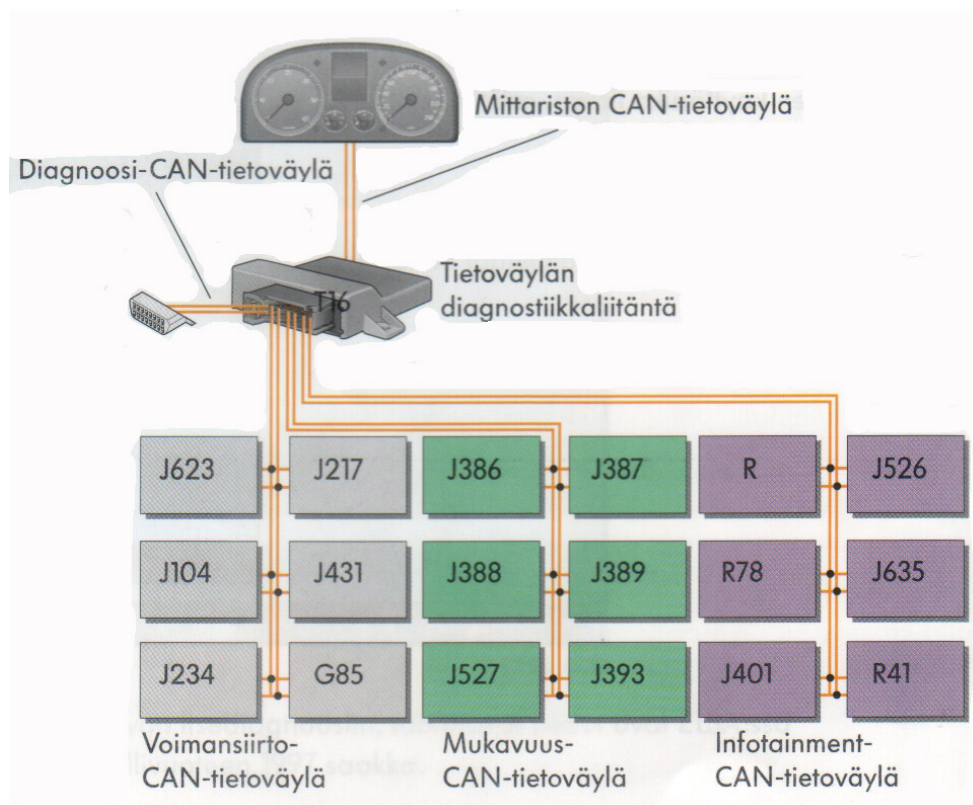 Mittariston CAN-tietoväylä
Diagnoosi-CAN-tietoväylä
Tietoväylän
diagnostiikkaliitäntä
T16
J623
J217
J386
J387
R
J526
J104
J431
J388
J389
R78
J635
J234
G85
J527
J393
J401
R41
Voimansiirto-
CAN-tietoväylä
Mukavuus-
CAN-tietoväylä
Infotainment-
CAN-tietoväylä